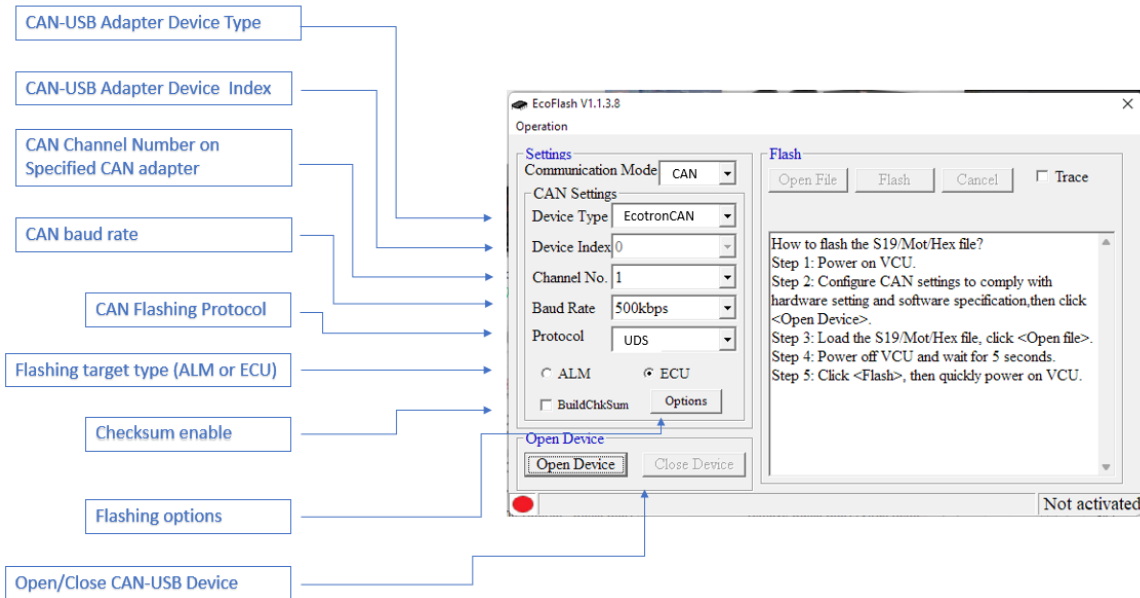 CAN-USB Adapter Device Type
CAN-USB Adapter Device Index
CAN Channel Number on
Specified CAN adapter
CAN baud rate
CAN Flashing Protocol
Flashing target type (ALM or ECU)
Checksum enable
Flashing options
Open/Close CAN-USB Device
EcoFlash V1.1.3.8
Operation
Settings
Communication Mode CAN
CAN Settings
Device Type EcotronCAN
Device Index 0
Channel No. 1
Baud Rate 500kbps
Protocol UDS
ALM ECU
BuildChkSum Options
Open Device
Open Device Close Device
Flash
Open File Flash Cancel Trace
How to flash the S19/Mot/Hex file?
Step 1: Power on VCU.
Step 2: Configure CAN settings to comply with
hardware setting and software specification,then click
<Open Device>.
Step 3: Load the S19/Mot/Hex file, click <Open file>.
Step 4: Power off VCU and wait for 5 seconds.
Step 5: Click <Flash>, then quickly power on VCU.
Not activated